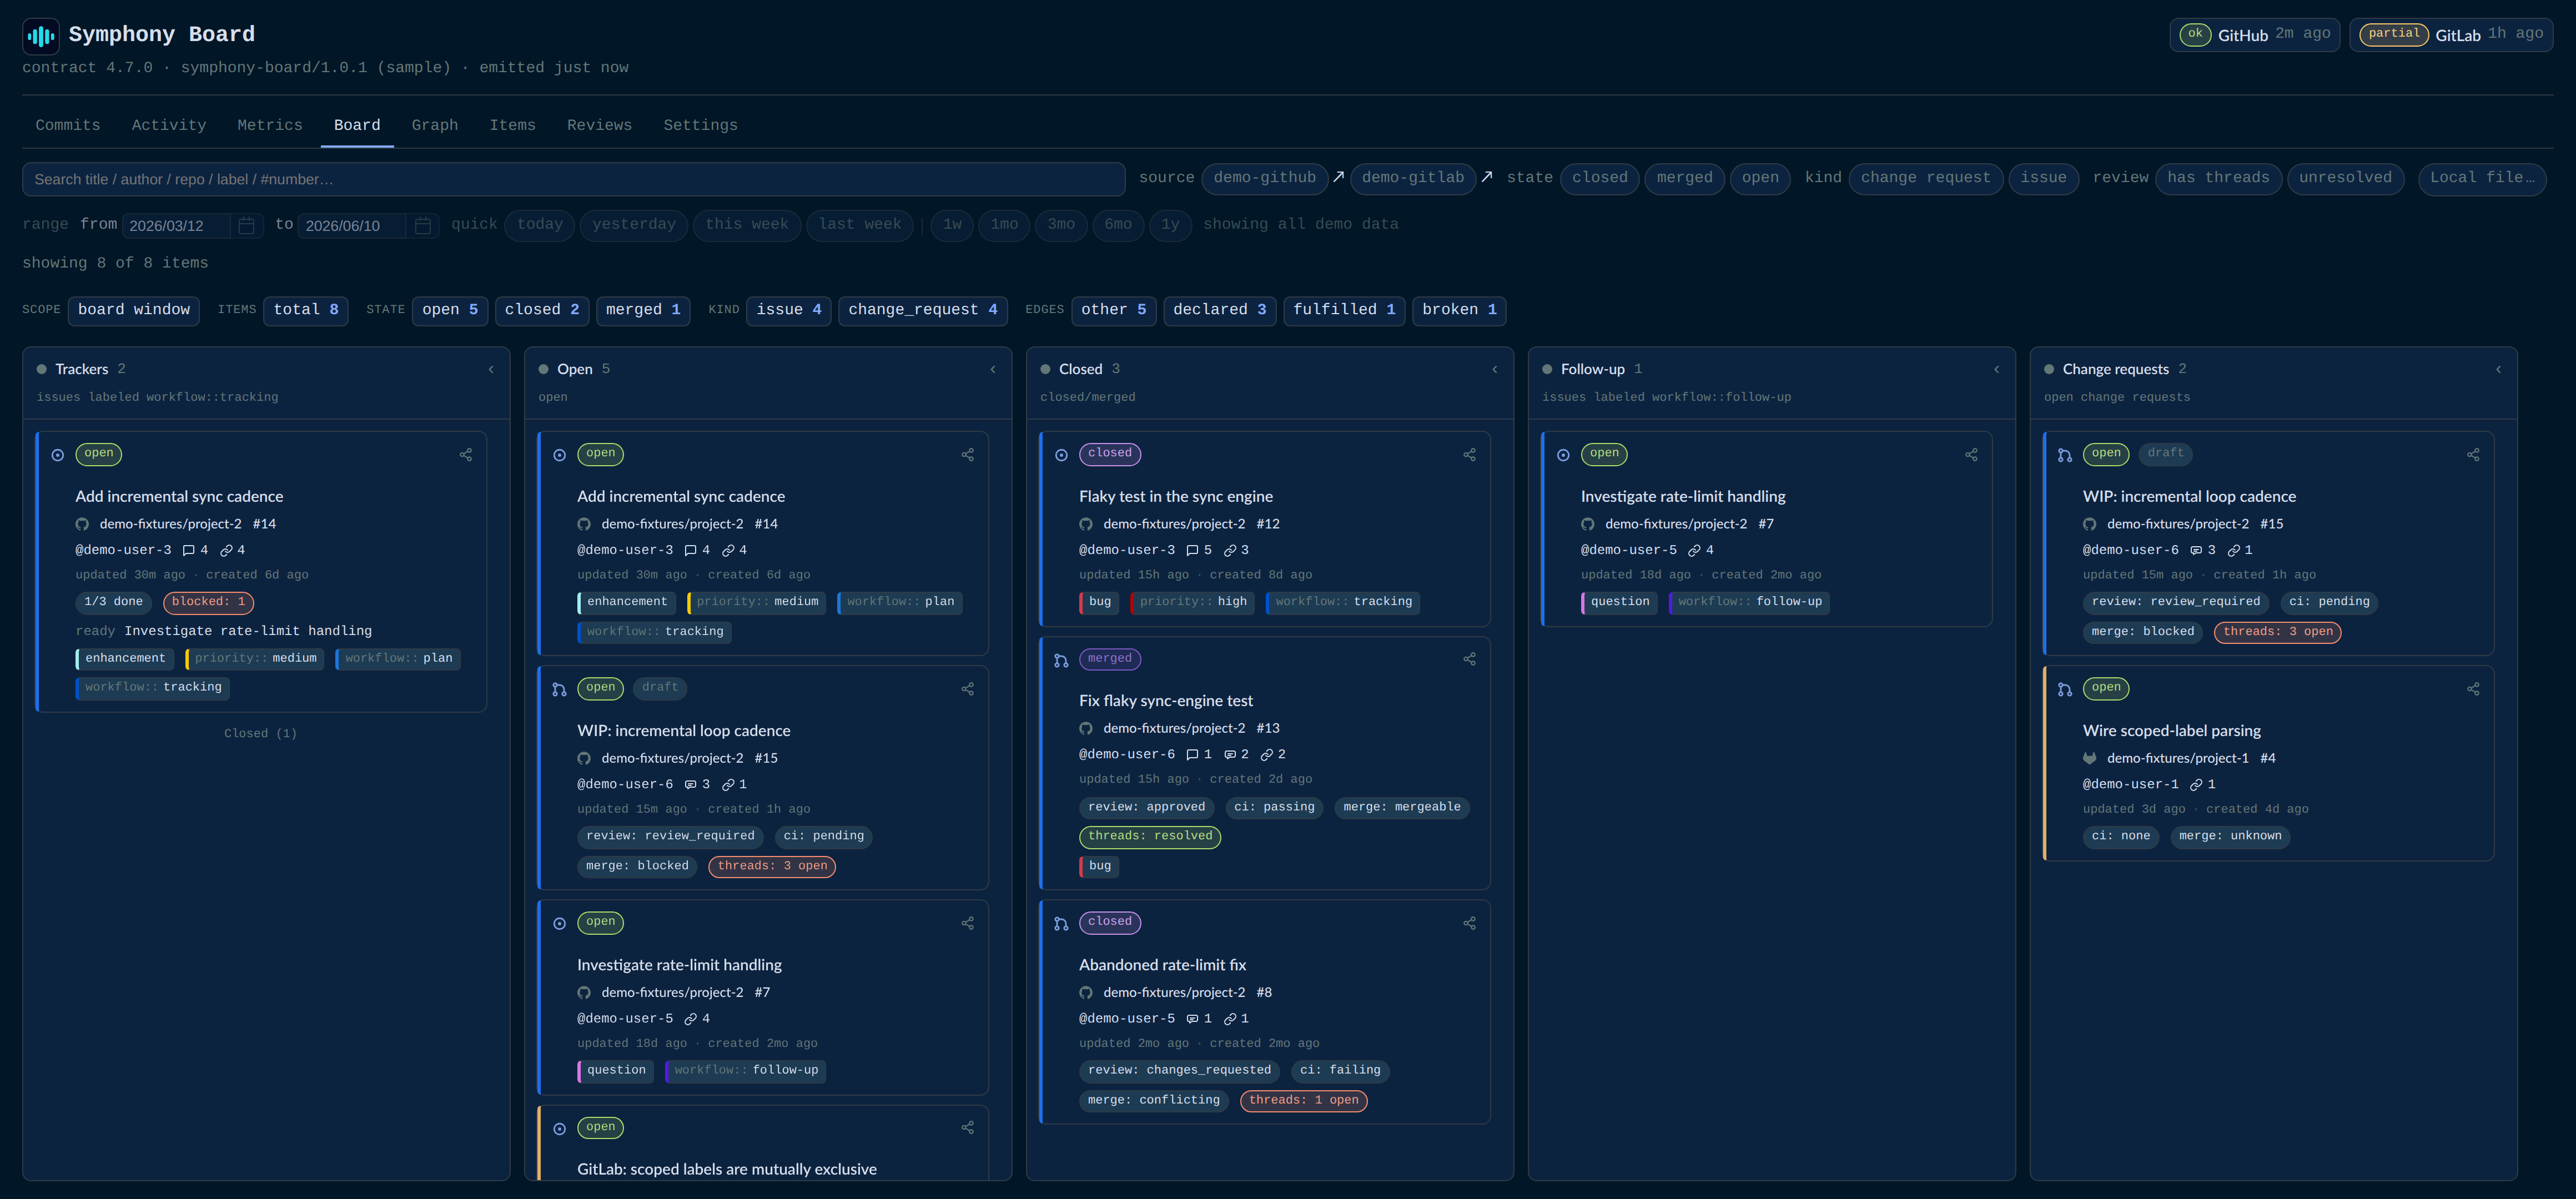 Symphony Board
ok GitHub 2m ago partial GitLab 1h ago
contract 4.7.0 · symphony-board/1.0.1 (sample) · emitted just now
Commits Activity Metrics Board Graph Items Reviews Settings
Search title / author / repo / label / #number… source demo-github ↗ demo-gitlab ↗ state closed merged open kind change request issue review has threads unresolved Local file…
range from 2026/03/12 to 2026/06/10 quick today yesterday this week last week | 1w 1mo 3mo 6mo 1y showing all demo data
showing 8 of 8 items
SCOPE board window ITEMS total 8 STATE open 5 closed 2 merged 1 KIND issue 4 change_request 4 EDGES other 5 declared 3 fulfilled 1 broken 1
Trackers 2 ‹
issues labeled workflow::tracking
open
Add incremental sync cadence
demo-fixtures/project-2 #14
@demo-user-3 4 4
updated 30m ago · created 6d ago
1/3 done blocked: 1
ready Investigate rate-limit handling
enhancement priority:: medium workflow:: plan
workflow:: tracking
Closed (1)
Open 5 ‹
open
open
Add incremental sync cadence
demo-fixtures/project-2 #14
@demo-user-3 4 4
updated 30m ago · created 6d ago
enhancement priority:: medium workflow:: plan
workflow:: tracking
open draft
WIP: incremental loop cadence
demo-fixtures/project-2 #15
@demo-user-6 3 1
updated 15m ago · created 1h ago
review: review_required ci: pending
merge: blocked threads: 3 open
open
Investigate rate-limit handling
demo-fixtures/project-2 #7
@demo-user-5 4
updated 18d ago · created 2mo ago
question workflow:: follow-up
open
GitLab: scoped labels are mutually exclusive
Closed 3 ‹
closed/merged
closed
Flaky test in the sync engine
demo-fixtures/project-2 #12
@demo-user-3 5 3
updated 15h ago · created 8d ago
bug priority:: high workflow:: tracking
merged
Fix flaky sync-engine test
demo-fixtures/project-2 #13
@demo-user-6 1 2 2
updated 15h ago · created 2d ago
review: approved ci: passing merge: mergeable
threads: resolved
bug
closed
Abandoned rate-limit fix
demo-fixtures/project-2 #8
@demo-user-5 1 1
updated 2mo ago · created 2mo ago
review: changes_requested ci: failing
merge: conflicting threads: 1 open
Follow-up 1 ‹
issues labeled workflow::follow-up
open
Investigate rate-limit handling
demo-fixtures/project-2 #7
@demo-user-5 4
updated 18d ago · created 2mo ago
question workflow:: follow-up
Change requests 2 ‹
open change requests
open draft
WIP: incremental loop cadence
demo-fixtures/project-2 #15
@demo-user-6 3 1
updated 15m ago · created 1h ago
review: review_required ci: pending
merge: blocked threads: 3 open
open
Wire scoped-label parsing
demo-fixtures/project-1 #4
@demo-user-1 1
updated 3d ago · created 4d ago
ci: none merge: unknown